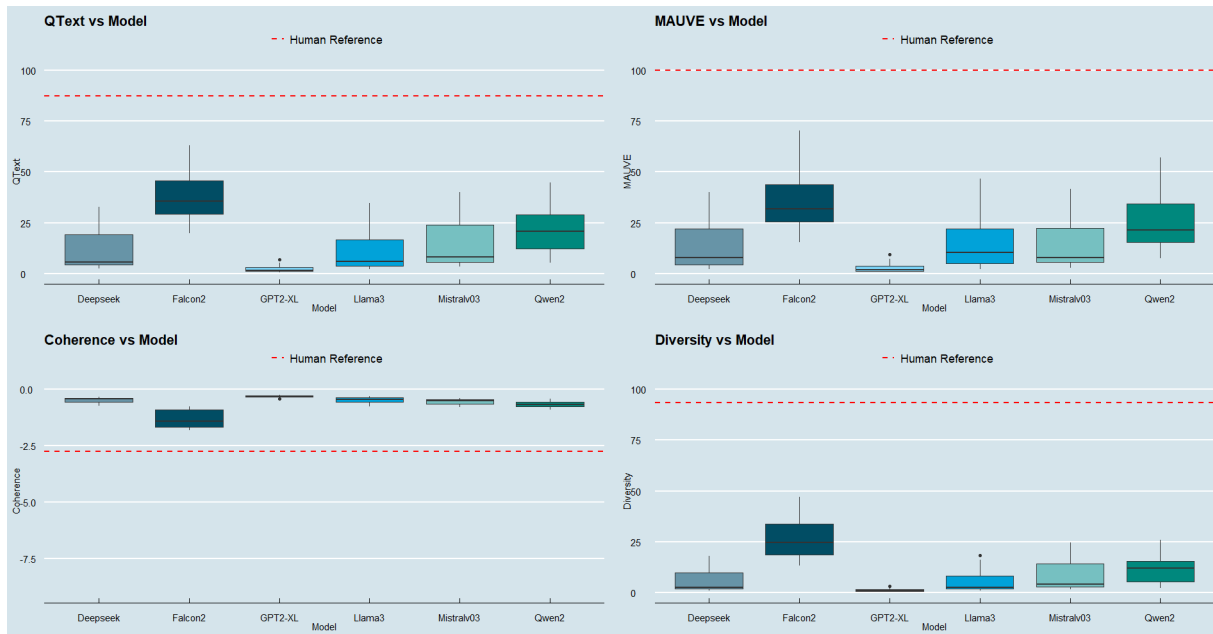 QText vs Model
Human Reference
100
75
50
25
0
QText
Deepseek Falcon2 GPT2-XL Llama3 Mistralv03 Qwen2
Model
MAUVE vs Model
Human Reference
100
75
50
25
0
MAUVE
Deepseek Falcon2 GPT2-XL Llama3 Mistralv03 Qwen2
Model
Coherence vs Model
Human Reference
0.0
-2.5
-5.0
-7.5
Coherence
Deepseek Falcon2 GPT2-XL Llama3 Mistralv03 Qwen2
Model
Diversity vs Model
Human Reference
100
75
50
25
0
Diversity
Deepseek Falcon2 GPT2-XL Llama3 Mistralv03 Qwen2
Model